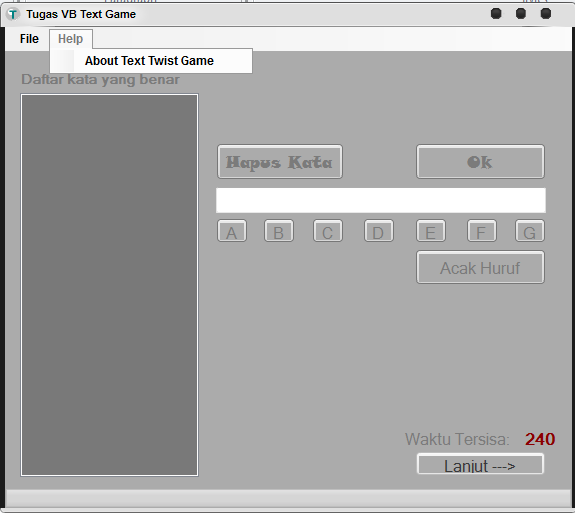 Tugas VB Text Game
File Help
About Text Twist Game
Daftar kata yang benar
Hapus Kata Ok
A B C D E F G
Acak Huruf
Waktu Tersisa: 240
Lanjut --->